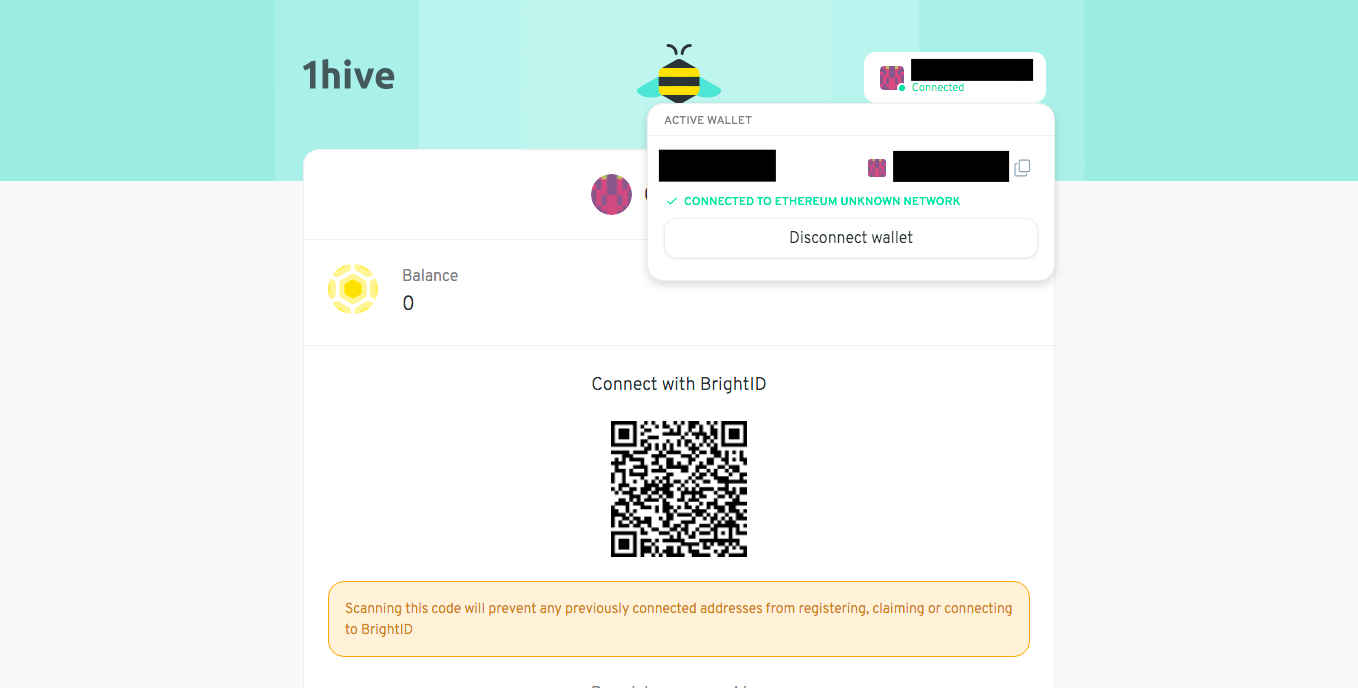 1hive
Connected
ACTIVE WALLET
CONNECTED TO ETHEREUM UNKNOWN NETWORK
Disconnect wallet
Balance
0
Connect with BrightID
Scanning this code will prevent any previously connected addresses from registering, claiming or connecting
to BrightID